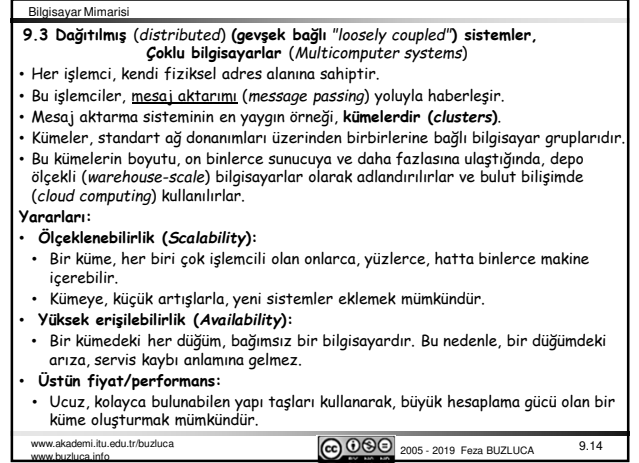 Bilgisayar Mimarisi
9.3 Dağıtılmış (distributed) (gevşek bağlı "loosely coupled") sistemler,
Çoklu bilgisayarlar (Multicomputer systems)
• Her işlemci, kendi fiziksel adres alanına sahiptir.
• Bu işlemciler, mesaj aktarımı (message passing) yoluyla haberleşir.
• Mesaj aktarma sisteminin en yaygın örneği, kümelerdir (clusters).
• Kümeler, standart ağ donanımları üzerinden birbirlerine bağlı bilgisayar gruplarıdır.
• Bu kümelerin boyutu, on binlerce sunucuya ve daha fazlasına ulaştığında, depo
ölçekli (warehouse-scale) bilgisayarlar olarak adlandırılırlar ve bulut bilişimde
(cloud computing) kullanılırlar.
Yararları:
• Ölçeklenebilirlik (Scalability):
• Bir küme, her biri çok işlemcili olan onlarca, yüzlerce, hatta binlerce makine
içerebilir.
• Kümeye, küçük artışlarla, yeni sistemler eklemek mümkündür.
• Yüksek erişilebilirlik (Availability):
• Bir kümedeki her düğüm, bağımsız bir bilgisayardır. Bu nedenle, bir düğümdeki
arıza, servis kaybı anlamına gelmez.
• Üstün fiyat/performans:
• Ucuz, kolayca bulunabilen yapı taşları kullanarak, büyük hesaplama gücü olan bir
küme oluşturmak mümkündür.
www.akademi.itu.edu.tr/buzluca
www.buzluca.info
2005 - 2019 Feza BUZLUCA
9.14